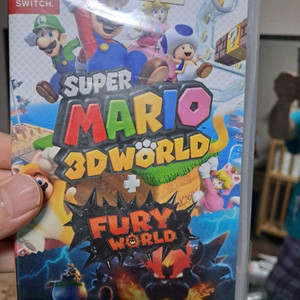 SWITCH.
SUPER
MARIO
3D WORLD
+
FURY
WORLD